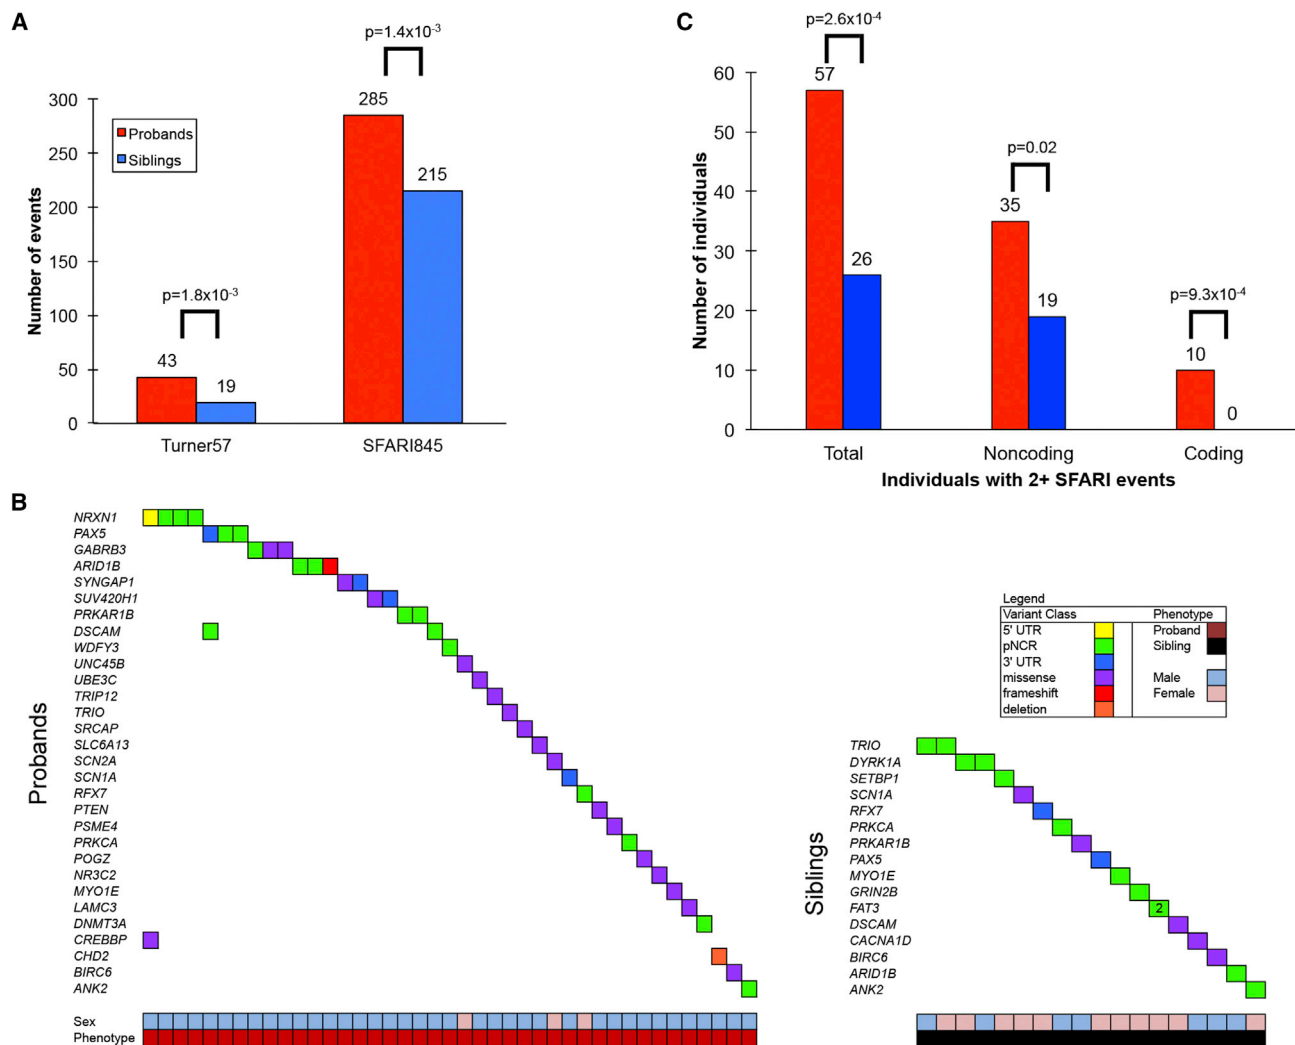 A
p=1.4x10-3
300
250
200
150
100
50
0
Number of events
Probands
Siblings
285
215
p=1.8x10-3
43
19
Turner57
SFARI845
C
p=2.6x10-4
60
50
40
30
20
10
0
Number of individuals
57
26
p=0.02
35
19
p=9.3x10-4
10
0
Total
Noncoding
Coding
Individuals with 2+ SFARI events
B
Probands
NRXN1
PAX5
GABRB3
ARID1B
SYNGAP1
SUV420H1
PRKAR1B
DSCAM
WDFY3
UNC45B
UBE3C
TRIP12
TRIO
SRCAP
SLC6A13
SCN2A
SCN1A
RFX7
PTEN
PSME4
PRKCA
POGZ
NR3C2
MYO1E
LAMC3
DNMT3A
CREBBP
CHD2
BIRC6
ANK2
Sex
Phenotype
Legend
Variant Class Phenotype
5' UTR Proband
pNCR Sibling
3' UTR
missense Male
frameshift Female
deletion
Siblings
TRIO
DYRK1A
SETBP1
SCN1A
RFX7
PRKCA
PRKAR1B
PAX5
MYO1E
GRIN2B
FAT3
2
DSCAM
CACNA1D
BIRC6
ARID1B
ANK2